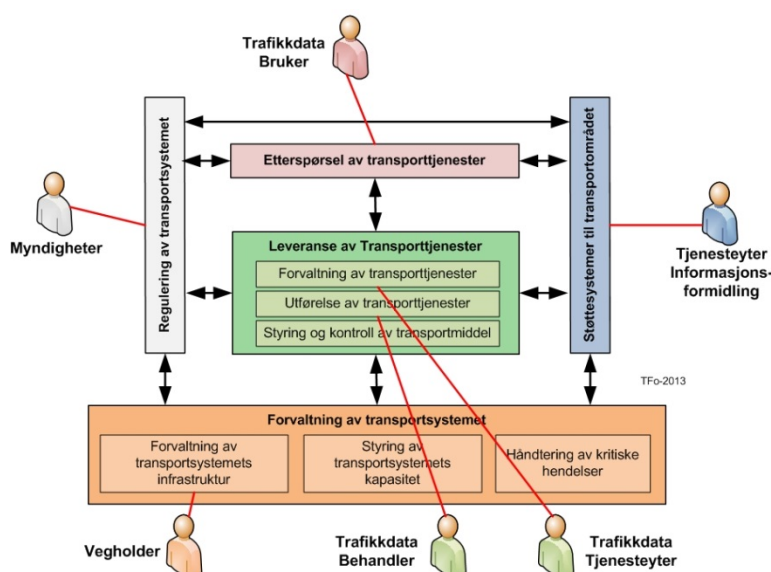 Trafikkdata
Bruker
Regulering av transportsystemet
Etterspørsel av transporttjenester
Støttesystemer til transportområdet
Myndigheter
Leveranse av Transporttjenester
Forvaltning av transporttjenester
Utførelse av transporttjenester
Styring og kontroll av transportmiddel
Tjenesteyter
Informasjons-
formidling
TFo-2013
Forvaltning av transportsystemet
Forvaltning av
transportsystemets
infrastruktur
Styring av
transportsystemets
kapasitet
Håndtering av kritiske
hendelser
Vegholder
Trafikkdata
Behandler
Trafikkdata
Tjenesteyter